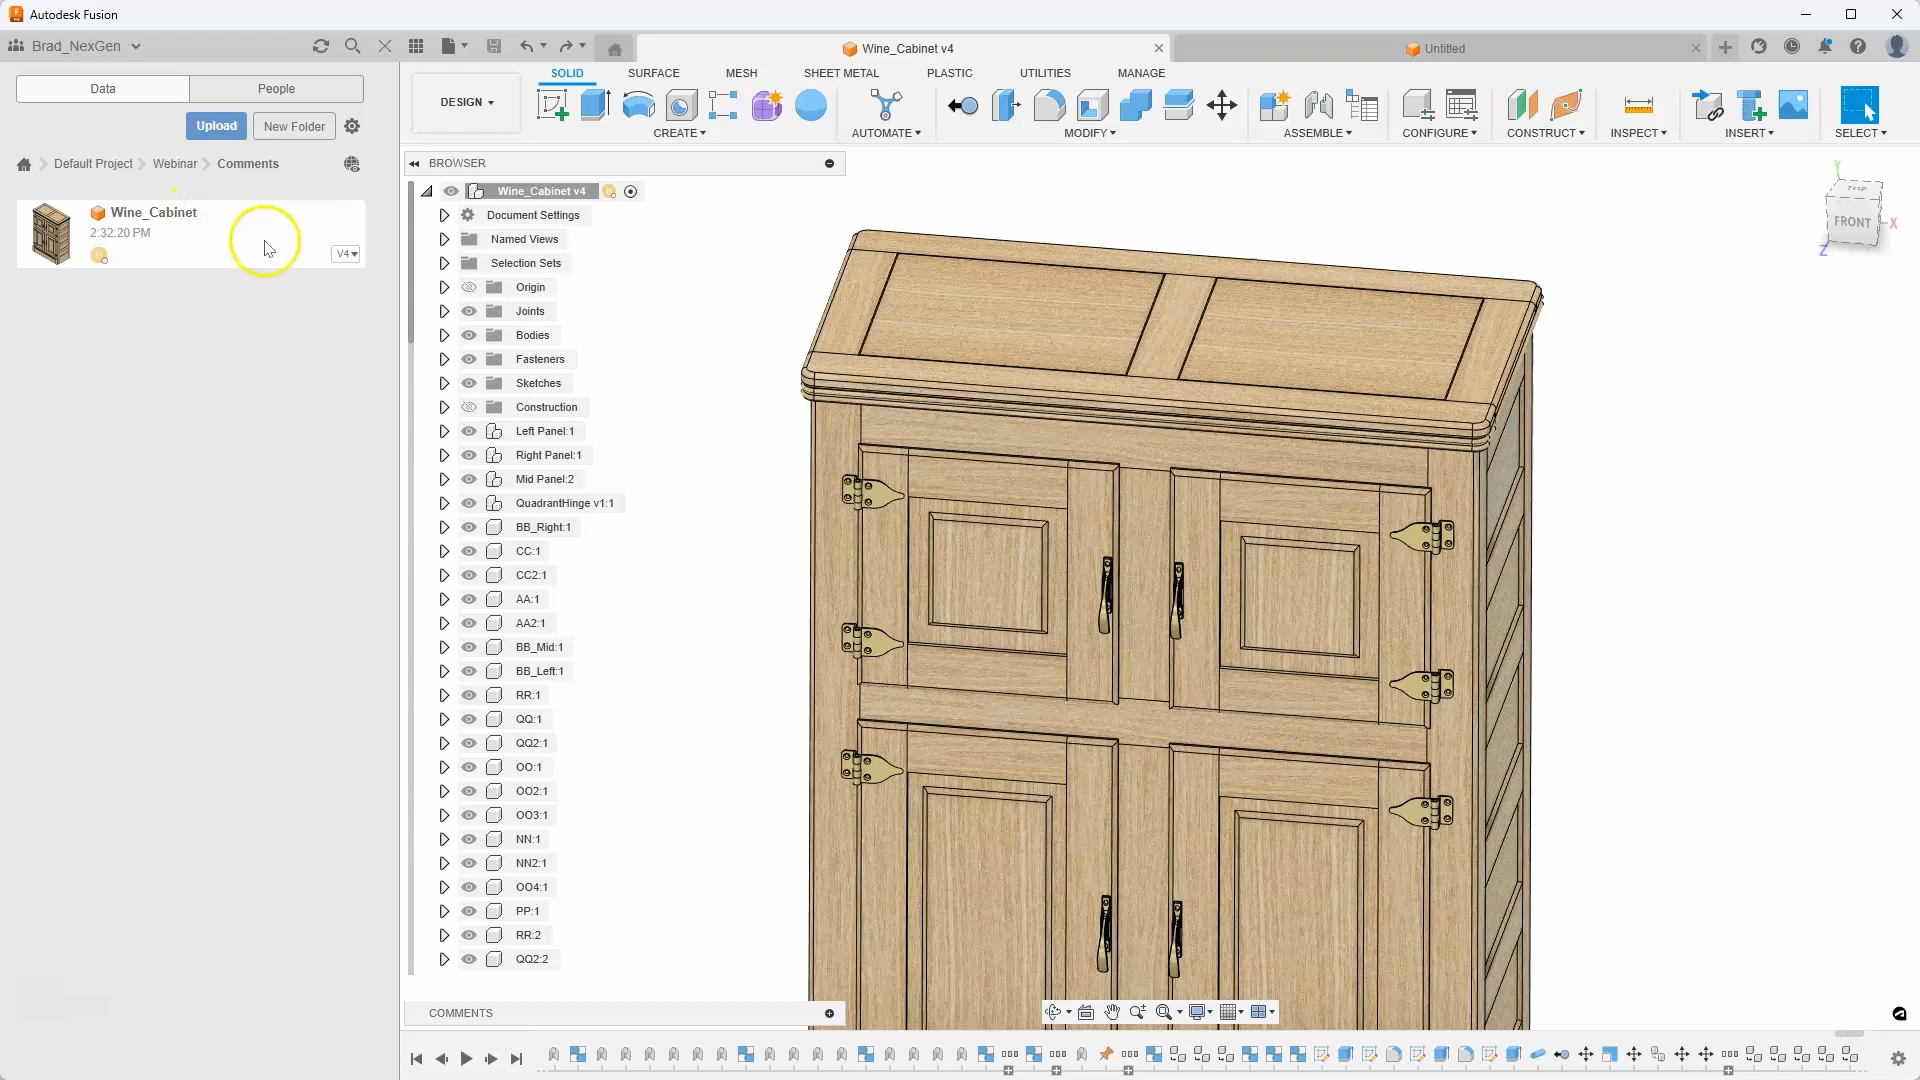 Autodesk Fusion
Brad_NexGen
Wine_Cabinet v4
Untitled
Data
People
Upload
New Folder
Default Project
Webinar
Comments
Wine_Cabinet
2:32:20 PM
V4
DESIGN
SOLID
SURFACE
MESH
SHEET METAL
PLASTIC
UTILITIES
MANAGE
CREATE
AUTOMATE
MODIFY
ASSEMBLE
CONFIGURE
CONSTRUCT
INSPECT
INSERT
SELECT
BROWSER
Wine_Cabinet v4
Document Settings
Named Views
Selection Sets
Origin
Joints
Bodies
Fasteners
Sketches
Construction
Left Panel:1
Right Panel:1
Mid Panel:2
QuadrantHinge v1:1
BB_Right:1
CC:1
CC2:1
AA:1
AA2:1
BB_Mid:1
BB_Left:1
RR:1
QQ:1
QQ2:1
OO:1
OO2:1
OO3:1
NN:1
NN2:1
OO4:1
PP:1
RR:2
QQ2:2
COMMENTS
Y
TOP
FRONT
X
Z